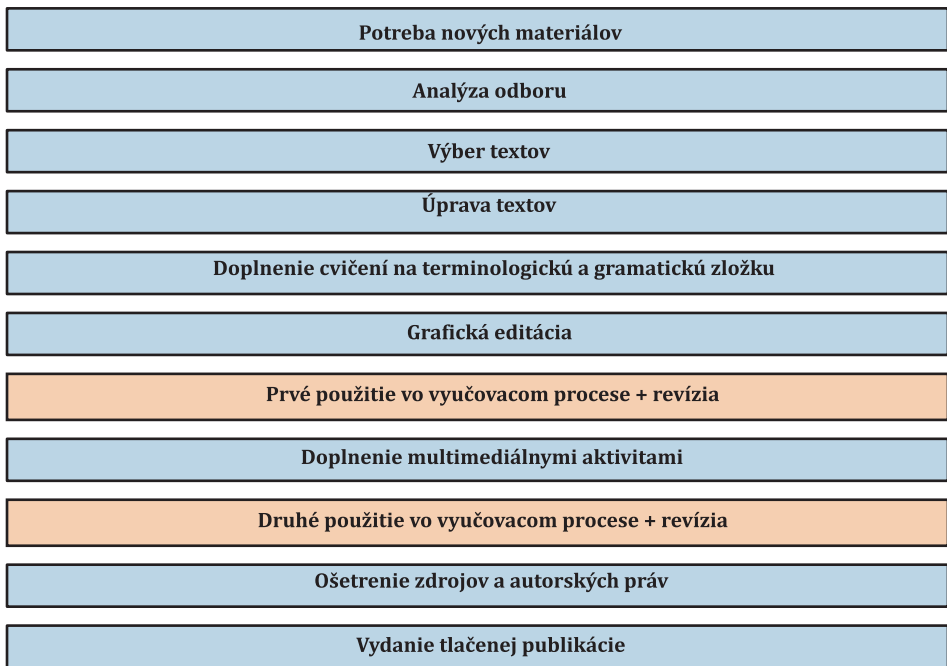 Potreba nových materiálov
Analýza odboru
Výber textov
Úprava textov
Doplnenie cvičení na terminologickú a gramatickú zložku
Grafická editácia
Prvé použitie vo vyučovacom procese + revízia
Doplnenie multimediálnymi aktivitami
Druhé použitie vo vyučovacom procese + revízia
Ošetrenie zdrojov a autorských práv
Vydanie tlačenej publikácie